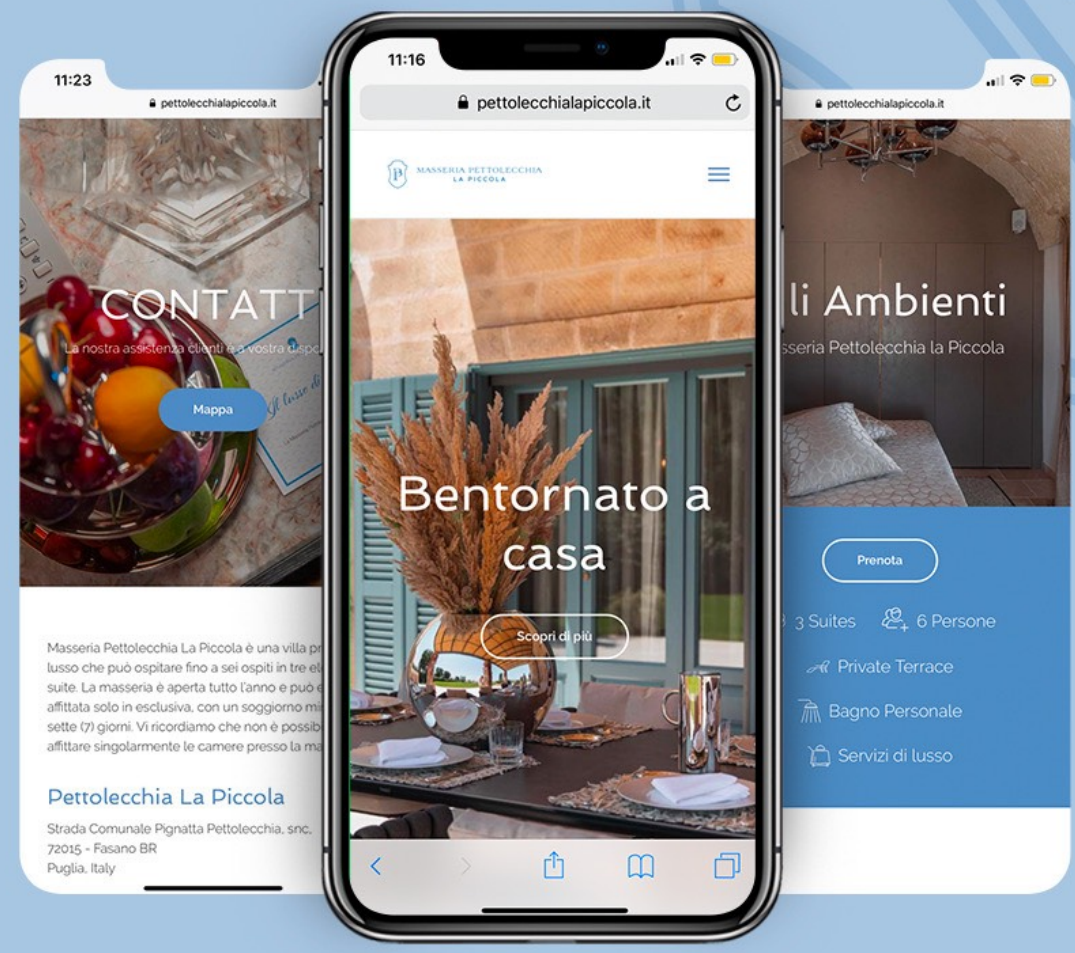 11:23
pettolecchialapiccola.it
CONTATT
La nostra assistenza clienti è a vostra dispo
Mappa
Il lusso di
Masseria Pettolecchia La Piccola è una villa pr
lusso che può ospitare fino a sei ospiti in tre el
suite. La masseria è aperta tutto l'anno e può e
affittata solo in esclusiva, con un soggiorno mi
sette (7) giorni. Vi ricordiamo che non è possib
affittare singolarmente le camere presso la ma
Pettolecchia La Piccola
Strada Comunale Pignatta Pettolecchia, snc,
72015 - Fasano BR
Puglia, Italy
11:16
pettolecchialapiccola.it
MASSERIA PETTOLECCHIA
LA PICCOLA
Bentornato a
casa
Scopri di più
pettolecchialapiccola.it
li Ambienti
sseria Pettolecchia la Piccola
Prenota
3 Suites 6 Persone
Private Terrace
Bagno Personale
Servizi di lusso